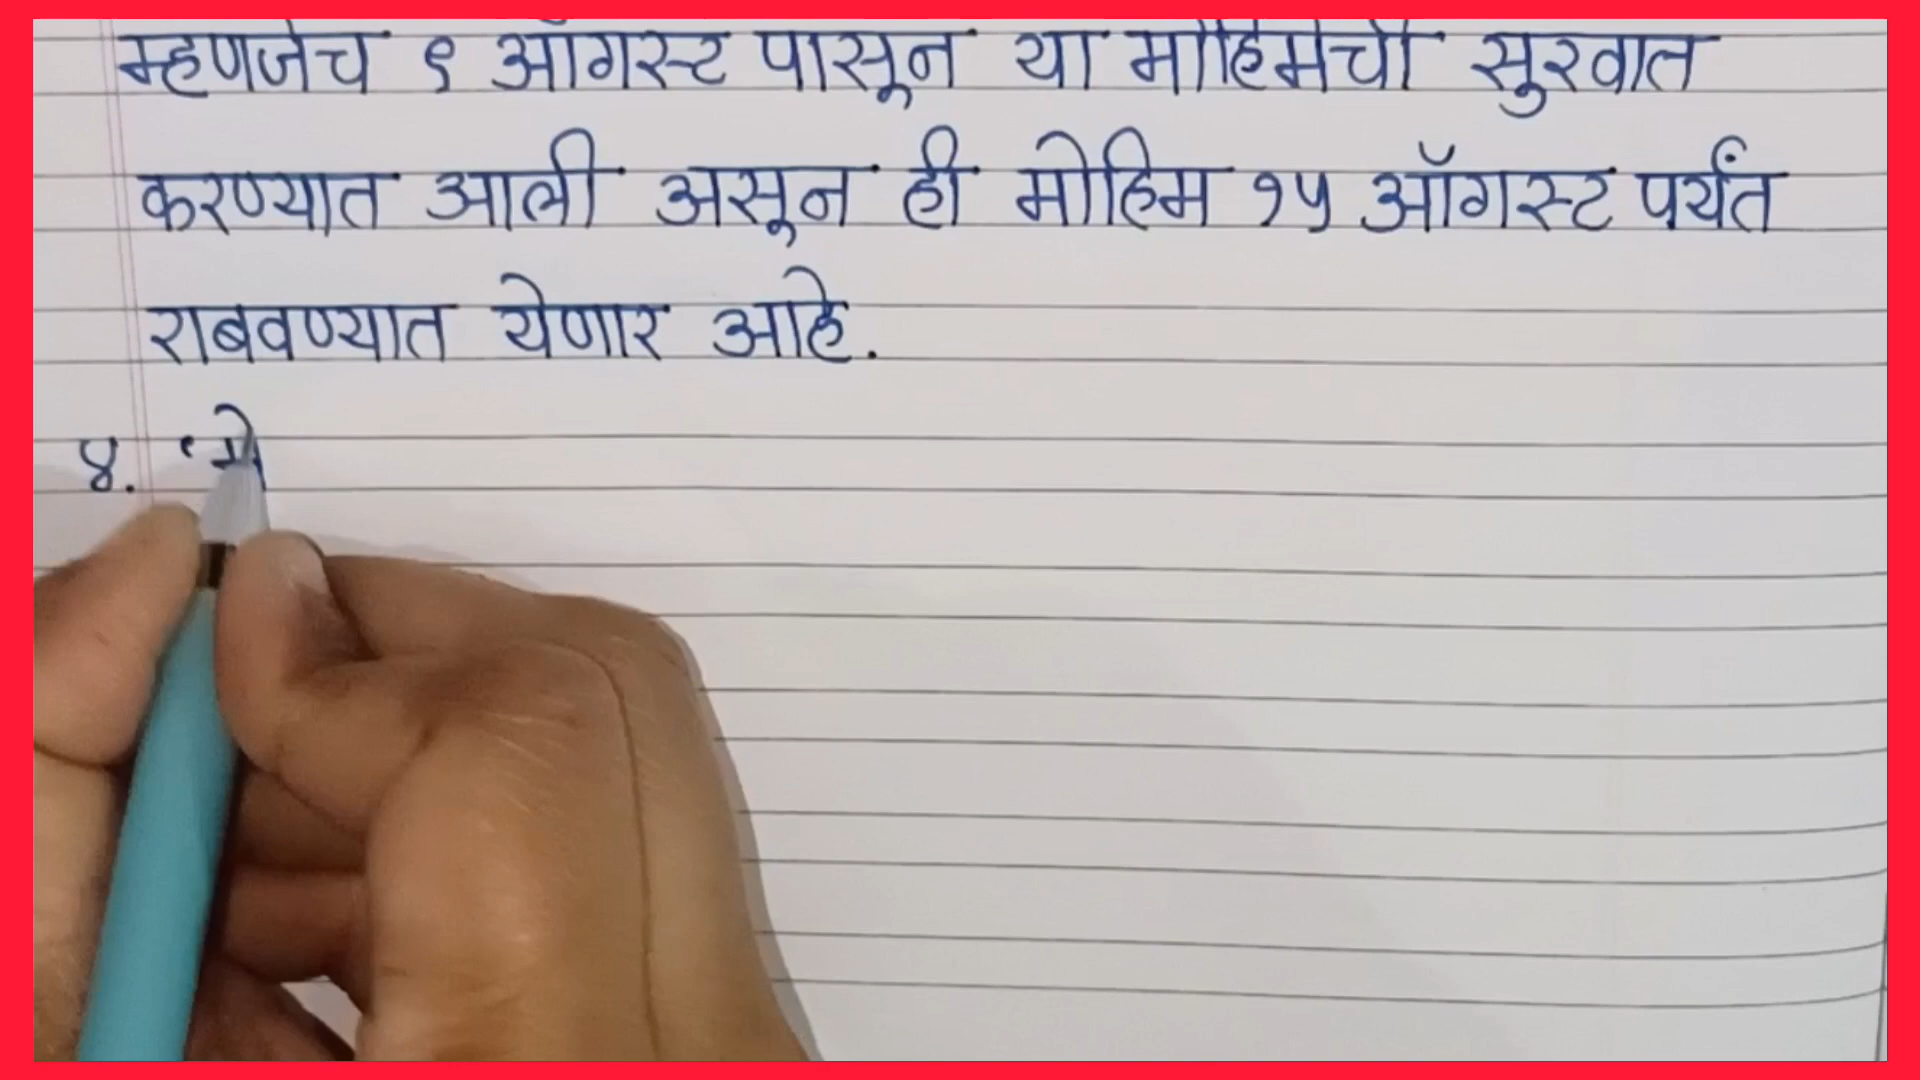 म्हणजेच ९ ऑगस्ट पासून या मोहिमेची सुरवात
करण्यात आली असून ही मोहिम १५ ऑगस्ट पर्यंत
राबवण्यात येणार आहे.
४. 'मे